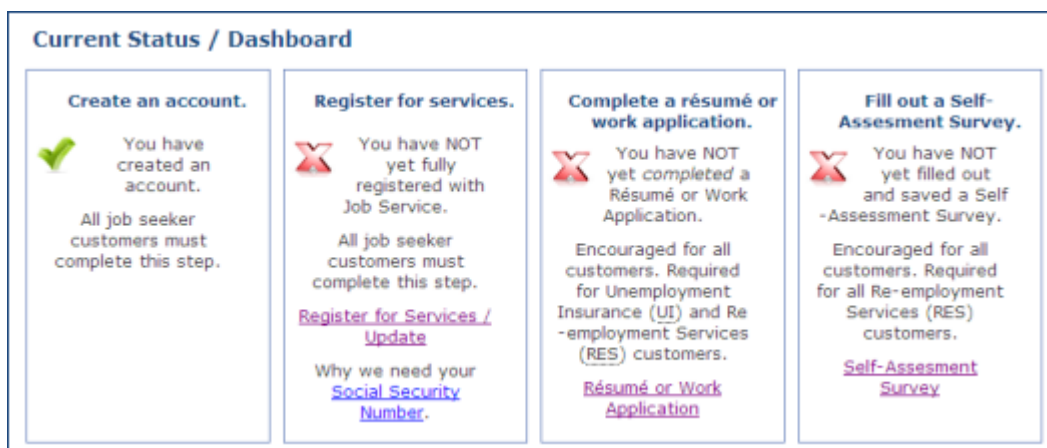 Current Status / Dashboard
Create an account.
You have
created an
account.
All job seeker
customers must
complete this step.
Register for services.
You have NOT
yet fully
registered with
Job Service.
All job seeker
customers must
complete this step.
Register for Services /
Update
Why we need your
Social Security
Number.
Complete a résumé or
work application.
You have NOT
yet completed a
Résumé or Work
Application.
Encouraged for all
customers. Required
for Unemployment
Insurance (UI) and Re
-employment Services
(RES) customers.
Résumé or Work
Application
Fill out a Self-
Assesment Survey.
You have NOT
yet filled out
and saved a Self
-Assessment Survey.
Encouraged for all
customers. Required
for all Re-employment
Services (RES)
customers.
Self-Assesment
Survey